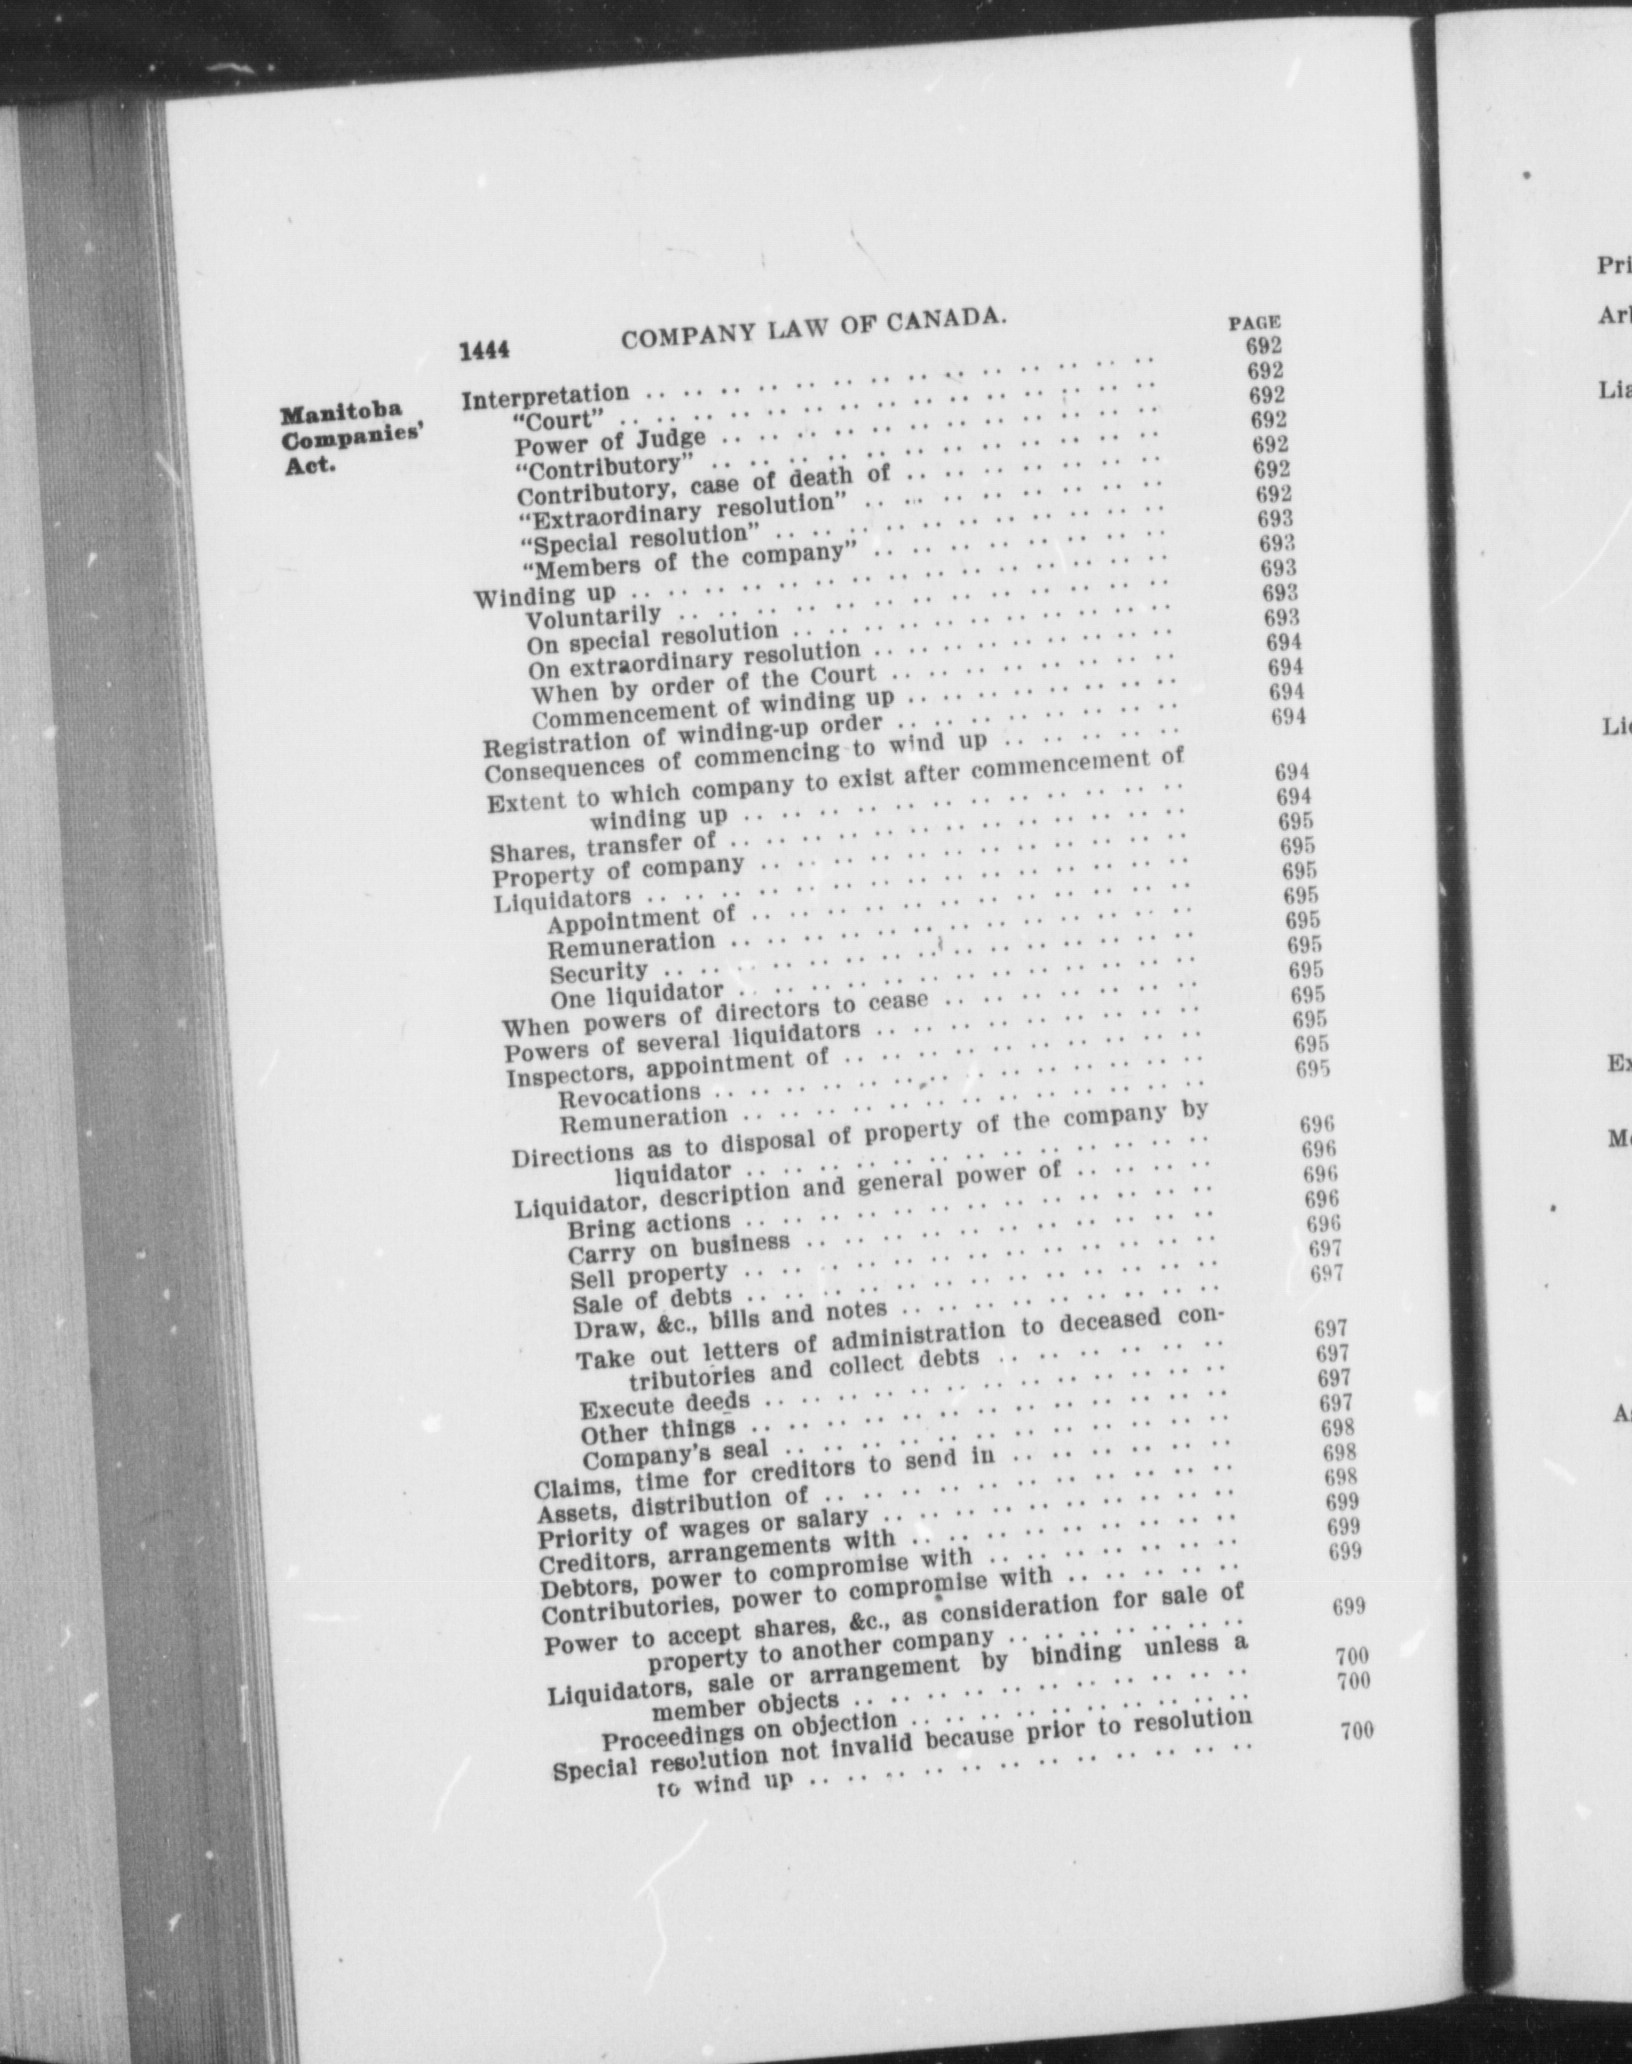 1444 COMPANY LAW OF CANADA.
PAGE
Manitoba
Companies'
Act.
Interpretation .. .. .. .. .. .. .. .. .. .. .. .. .. .. 692
"Court" .. .. .. .. .. .. .. .. .. .. .. .. .. .. .. 692
Power of Judge .. .. .. .. .. .. .. .. .. .. .. .. 692
"Contributory" .. .. .. .. .. .. .. .. .. .. .. .. .. 692
Contributory, case of death of .. .. .. .. .. .. .. 692
"Extraordinary resolution" .. .. .. .. .. .. .. .. 692
"Special resolution" .. .. .. .. .. .. .. .. .. .. .. 692
"Members of the company" .. .. .. .. .. .. .. .. 693
Winding up .. .. .. .. .. .. .. .. .. .. .. .. .. .. .. 693
Voluntarily .. .. .. .. .. .. .. .. .. .. .. .. .. .. 693
On special resolution .. .. .. .. .. .. .. .. .. .. .. 693
On extraordinary resolution .. .. .. .. .. .. .. .. .. 693
When by order of the Court .. .. .. .. .. .. .. .. 694
Commencement of winding up .. .. .. .. .. .. .. .. 694
Registration of winding-up order .. .. .. .. .. .. .. .. 694
Consequences of commencing to wind up .. .. .. .. .. 694
Extent to which company to exist after commencement of
winding up .. .. .. .. .. .. .. .. .. .. .. .. 694
Shares, transfer of .. .. .. .. .. .. .. .. .. .. .. .. .. 694
Property of company .. .. .. .. .. .. .. .. .. .. .. .. 695
Liquidators .. .. .. .. .. .. .. .. .. .. .. .. .. .. .. 695
Appointment of .. .. .. .. .. .. .. .. .. .. .. .. 695
Remuneration .. .. .. .. .. .. .. .. .. .. .. .. .. 695
Security .. .. .. .. .. .. .. .. .. .. .. .. .. .. .. 695
One liquidator .. .. .. .. .. .. .. .. .. .. .. .. .. 695
When powers of directors to cease .. .. .. .. .. .. .. 695
Powers of several liquidators .. .. .. .. .. .. .. .. .. 695
Inspectors, appointment of .. .. .. .. .. .. .. .. .. .. 695
Revocations .. .. .. .. .. .. .. .. .. .. .. .. .. .. 695
Remuneration .. .. .. .. .. .. .. .. .. .. .. .. .. 695
Directions as to disposal of property of the company by
liquidator .. .. .. .. .. .. .. .. .. .. .. .. .. 696
Liquidator, description and general power of .. .. .. .. 696
Bring actions .. .. .. .. .. .. .. .. .. .. .. .. .. 696
Carry on business .. .. .. .. .. .. .. .. .. .. .. .. 696
Sell property .. .. .. .. .. .. .. .. .. .. .. .. .. 696
Sale of debts .. .. .. .. .. .. .. .. .. .. .. .. .. 697
Draw, &c., bills and notes .. .. .. .. .. .. .. .. .. 697
Take out letters of administration to deceased con-
tributories and collect debts .. .. .. .. .. .. .. 697
Execute deeds .. .. .. .. .. .. .. .. .. .. .. .. .. 697
Other things .. .. .. .. .. .. .. .. .. .. .. .. .. 697
Company's seal .. .. .. .. .. .. .. .. .. .. .. .. 697
Claims, time for creditors to send in .. .. .. .. .. .. 698
Assets, distribution of .. .. .. .. .. .. .. .. .. .. .. 698
Priority of wages or salary .. .. .. .. .. .. .. .. .. .. 698
Creditors, arrangements with .. .. .. .. .. .. .. .. .. 699
Debtors, power to compromise with .. .. .. .. .. .. .. 699
Contributories, power to compromise with .. .. .. .. .. 699
Power to accept shares, &c., as consideration for sale of
property to another company .. .. .. .. .. .. .. 699
Liquidators, sale or arrangement by binding unless a
member objects .. .. .. .. .. .. .. .. .. .. .. 700
Proceedings on objection .. .. .. .. .. .. .. .. .. .. 700
Special resolution not invalid because prior to resolution
to wind up .. .. .. .. .. .. .. .. .. .. .. .. 700
Pri
Lia